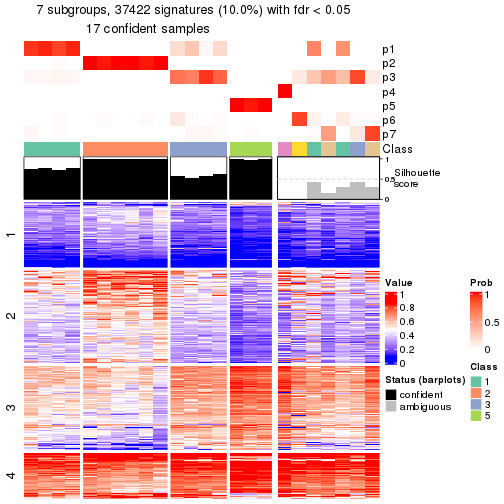 7 subgroups, 37422 signatures (10.0%) with fdr < 0.05
17 confident samples
p1
p2
p3
p4
p5
p6
p7
Class
1
0.5
0
Silhouette
score
1
2
3
4
Value
1
0.8
0.6
0.4
0.2
0
Status (barplots)
confident
ambiguous
Prob
1
0.5
0
Class
1
2
3
5